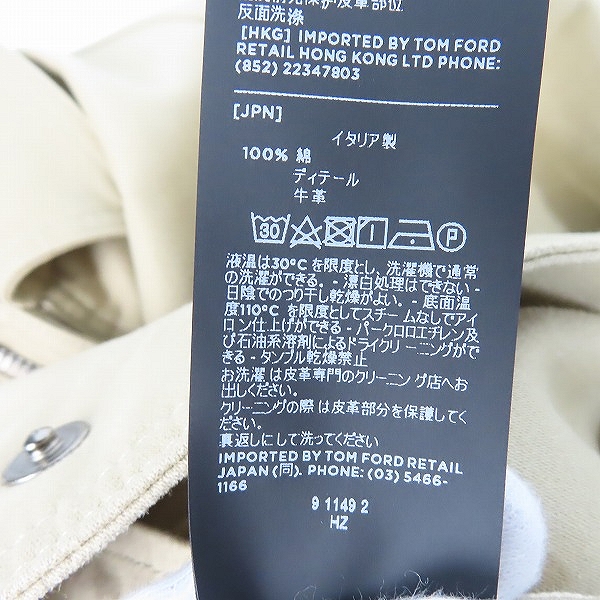 反面洗涤
[HKG] IMPORTED BY TOM FORD
RETAIL HONG KONG LTD PHONE:
(852) 22347803
[JPN]
イタリア製
100% 綿
ディテール
牛革
30 P
液温は30°Cを限度とし、洗濯機で通常
の洗濯ができる。- 漂白処理はできない -
日陰でのつり干し乾燥がよい。- 底面温
度110°Cを限度としてスチームなしでアイ
ロン仕上げができる - パークロロエチレン及
び石油系溶剤によるドライクリーニングがで
きる - タンブル乾燥禁止
お洗濯は皮革専門のクリーニング店へお
出しください。
クリーニングの際は皮革部分を保護してく
ださい。
裏返しにして洗ってください
IMPORTED BY TOM FORD RETAIL
JAPAN (同). PHONE: (03) 5466-
1166
9 1149 2
HZ